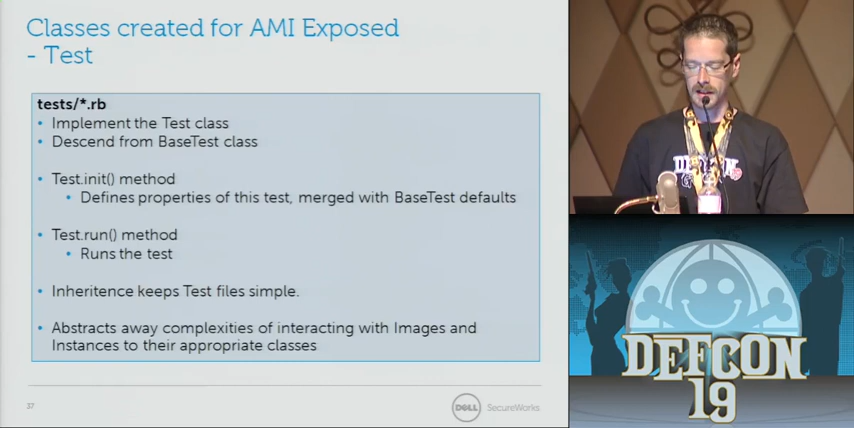 Classes created for AMI Exposed
- Test
tests/*.rb
• Implement the Test class
• Descend from BaseTest class
• Test.init() method
• Defines properties of this test, merged with BaseTest defaults
• Test.run() method
• Runs the test
• Inheritence keeps Test files simple.
• Abstracts away complexities of interacting with Images and
Instances to their appropriate classes
37
DELL SecureWorks
DEFCON
DEFCON
19